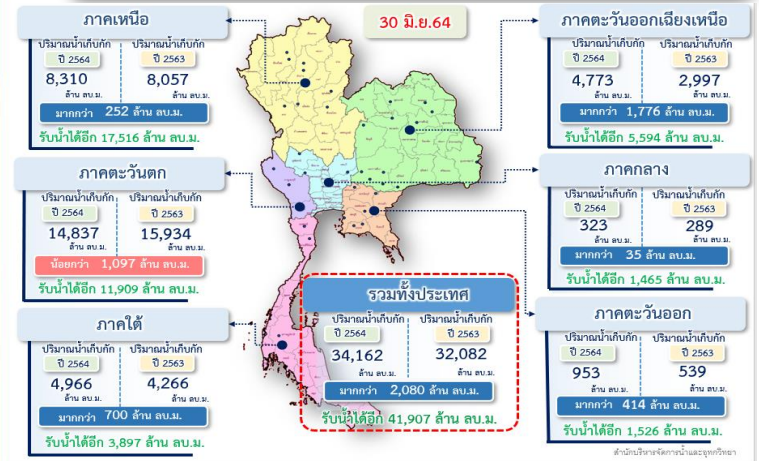 30 มิ.ย.64
ภาคเหนือ
ปริมาณน้ำเก็บกัก ปริมาณน้ำเก็บกัก
ปี 2564 ปี 2563
8,310 8,057
ล้าน ลบ.ม. ล้าน ลบ.ม.
มากกว่า 252 ล้าน ลบ.ม.
รับน้ำได้อีก 17,516 ล้าน ลบ.ม.
ภาคตะวันออกเฉียงเหนือ
ปริมาณน้ำเก็บกัก ปริมาณน้ำเก็บกัก
ปี 2564 ปี 2563
4,773 2,997
ล้าน ลบ.ม. ล้าน ลบ.ม.
มากกว่า 1,776 ล้าน ลบ.ม.
รับน้ำได้อีก 5,594 ล้าน ลบ.ม.
ภาคตะวันตก
ปริมาณน้ำเก็บกัก ปริมาณน้ำเก็บกัก
ปี 2564 ปี 2563
14,837 15,934
ล้าน ลบ.ม. ล้าน ลบ.ม.
น้อยกว่า 1,097 ล้าน ลบ.ม.
รับน้ำได้อีก 11,909 ล้าน ลบ.ม.
ภาคกลาง
ปริมาณน้ำเก็บกัก ปริมาณน้ำเก็บกัก
ปี 2564 ปี 2563
323 289
ล้าน ลบ.ม. ล้าน ลบ.ม.
มากกว่า 35 ล้าน ลบ.ม.
รับน้ำได้อีก 1,465 ล้าน ลบ.ม.
ภาคใต้
ปริมาณน้ำเก็บกัก ปริมาณน้ำเก็บกัก
ปี 2564 ปี 2563
4,966 4,266
ล้าน ลบ.ม. ล้าน ลบ.ม.
มากกว่า 700 ล้าน ลบ.ม.
รับน้ำได้อีก 3,897 ล้าน ลบ.ม.
รวมทั้งประเทศ
ปริมาณน้ำเก็บกัก ปริมาณน้ำเก็บกัก
ปี 2564 ปี 2563
34,162 32,082
ล้าน ลบ.ม. ล้าน ลบ.ม.
มากกว่า 2,080 ล้าน ลบ.ม.
รับน้ำได้อีก 41,907 ล้าน ลบ.ม.
ภาคตะวันออก
ปริมาณน้ำเก็บกัก ปริมาณน้ำเก็บกัก
ปี 2564 ปี 2563
953 539
ล้าน ลบ.ม. ล้าน ลบ.ม.
มากกว่า 414 ล้าน ลบ.ม.
รับน้ำได้อีก 1,526 ล้าน ลบ.ม.
สำนักบริหารจัดการน้ำและอุทกวิทยา